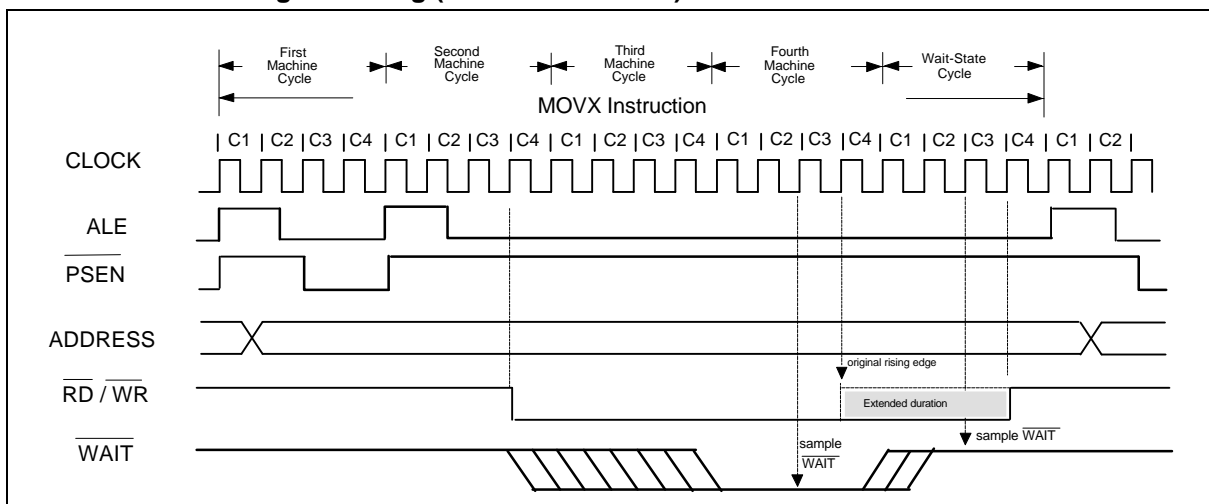 First Machine Cycle
Second Machine Cycle
Third Machine Cycle
Fourth Machine Cycle
Wait-State Cycle
MOVX Instruction
CLOCK
C1 C2 C3 C4 C1 C2 C3 C4 C1 C2 C3 C4 C1 C2 C3 C4 C1 C2 C3 C4 C1 C2
ALE
PSEN
ADDRESS
original rising edge
RD / WR
Extended duration
WAIT
sample WAIT
sample WAIT